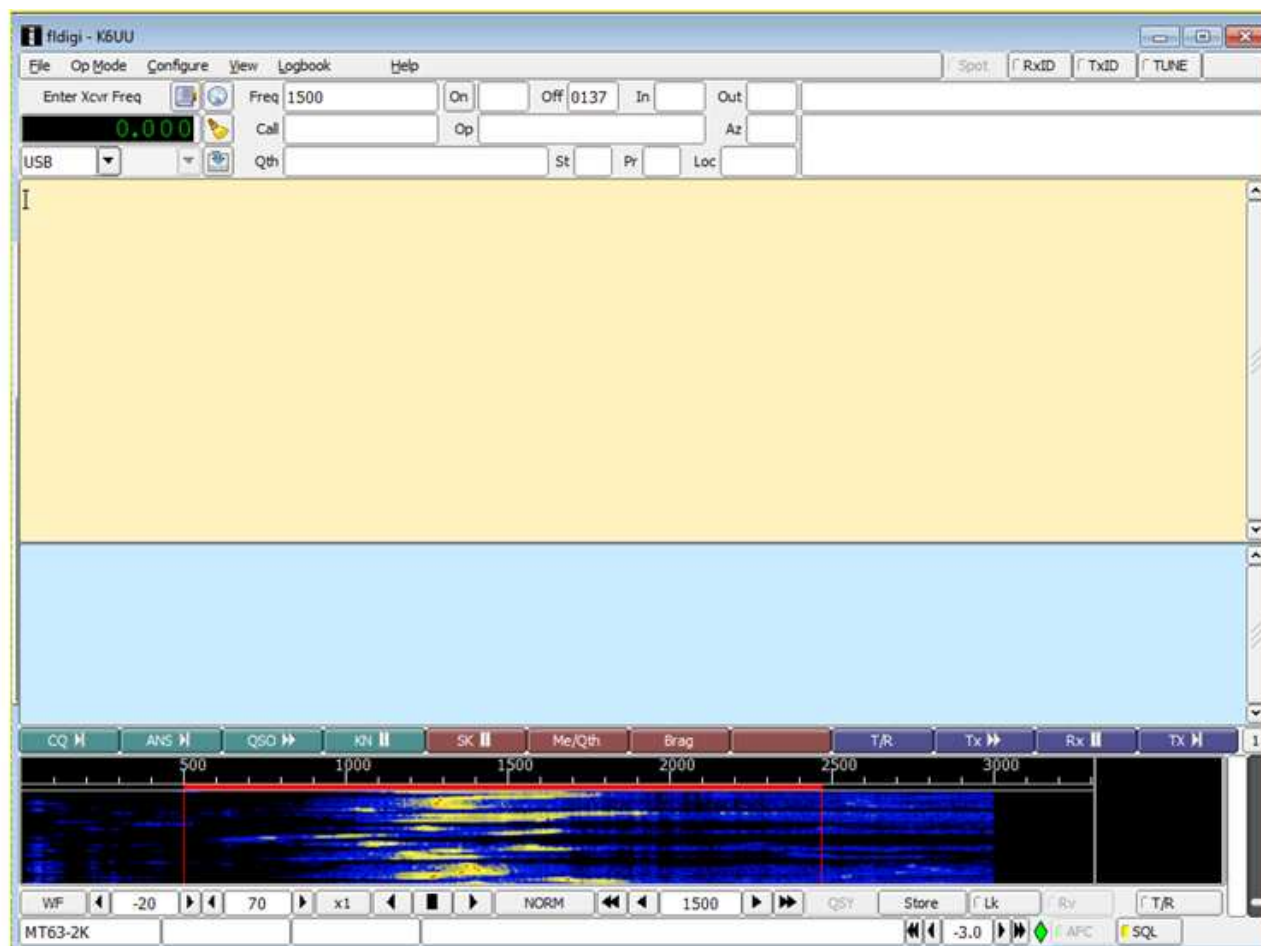 fldigi - K6UU
File Op Mode Configure View Logbook Help Spot RxID TxID TUNE
Enter Xcvr Freq Freq 1500 On Off 0137 In Out
0.000 Call Op Az
USB Qth St Pr Loc
CQ ANS QSO KN SK Me/Qth Brag T/R Tx Rx TX 1
500 1000 1500 2000 2500 3000
WF -20 70 x1 NORM 1500 QSY Store Lk Rv T/R
MT63-2K -3.0 AFC SQL